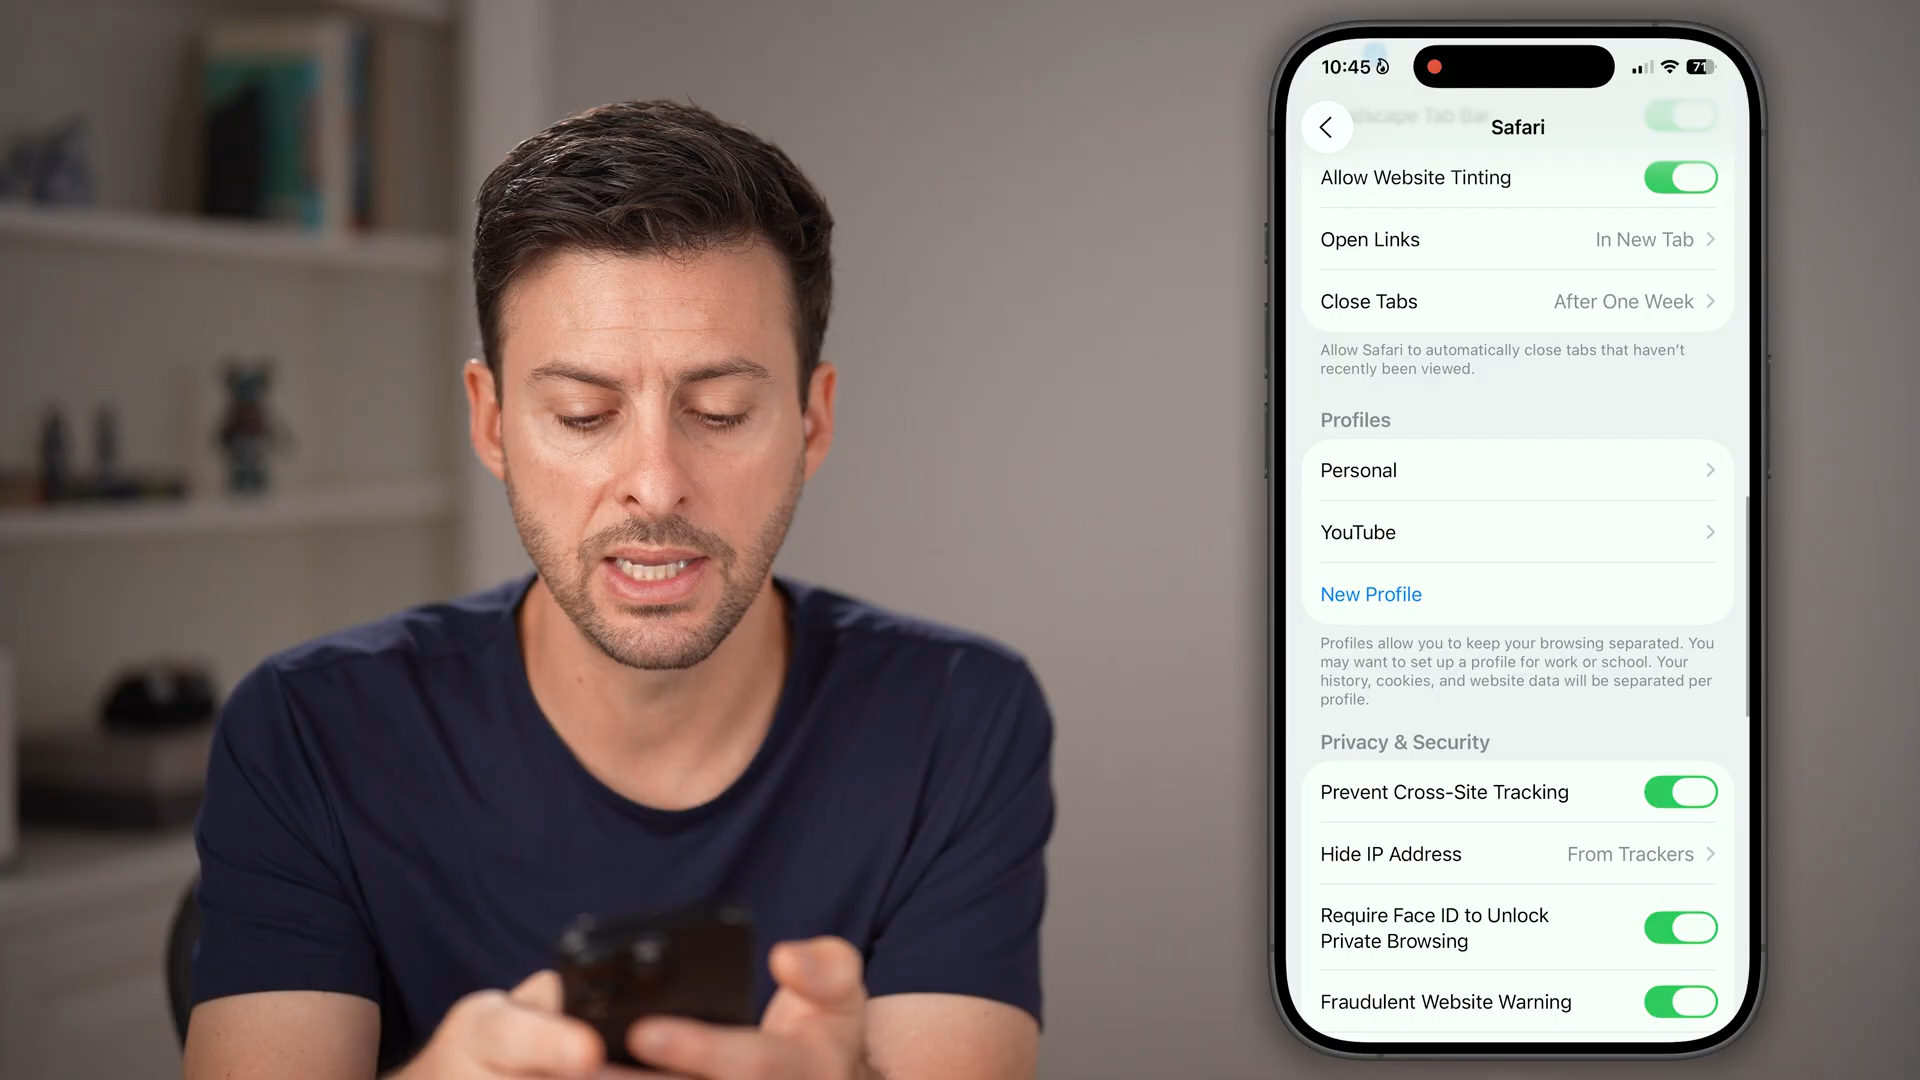 10:45
71
Landscape Tab Bar
Safari
Allow Website Tinting
Open Links In New Tab
Close Tabs After One Week
Allow Safari to automatically close tabs that haven't
recently been viewed.
Profiles
Personal
YouTube
New Profile
Profiles allow you to keep your browsing separated. You
may want to set up a profile for work or school. Your
history, cookies, and website data will be separated per
profile.
Privacy & Security
Prevent Cross-Site Tracking
Hide IP Address From Trackers
Require Face ID to Unlock
Private Browsing
Fraudulent Website Warning